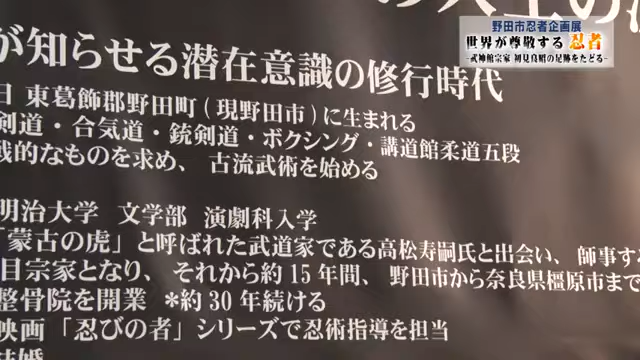 野田市忍者企画展
世界が尊敬する 忍者
-武神館宗家 初見良昭の足跡をたどる-
が知らせる潜在意識の修行時代
日 東葛飾郡野田町(現野田市)に生まれる
剣道・合気道・銃剣道・ボクシング・講道館柔道五段
戦的なものを求め、古流武術を始める
明治大学 文学部 演劇科入学
「蒙古の虎」と呼ばれた武道家である高松寿嗣氏と出会い、師事す
目宗家となり、それから約15年間、野田市から奈良県橿原市まで
整骨院を開業 *約30年続ける
映画「忍びの者」シリーズで忍術指導を担当
結婚